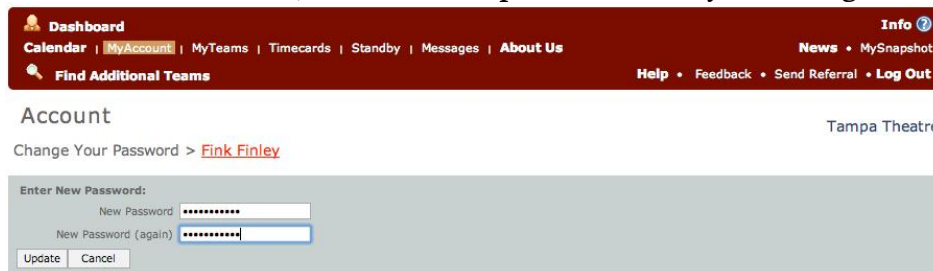 Dashboard Info ?
Calendar | MyAccount | MyTeams | Timecards | Standby | Messages | About Us News • MySnapshot
Find Additional Teams Help • Feedback • Send Referral • Log Out
Account
Tampa Theatre
Change Your Password > Fink Finley
Enter New Password:
New Password •••••••••••
New Password (again) •••••••••••
Update Cancel